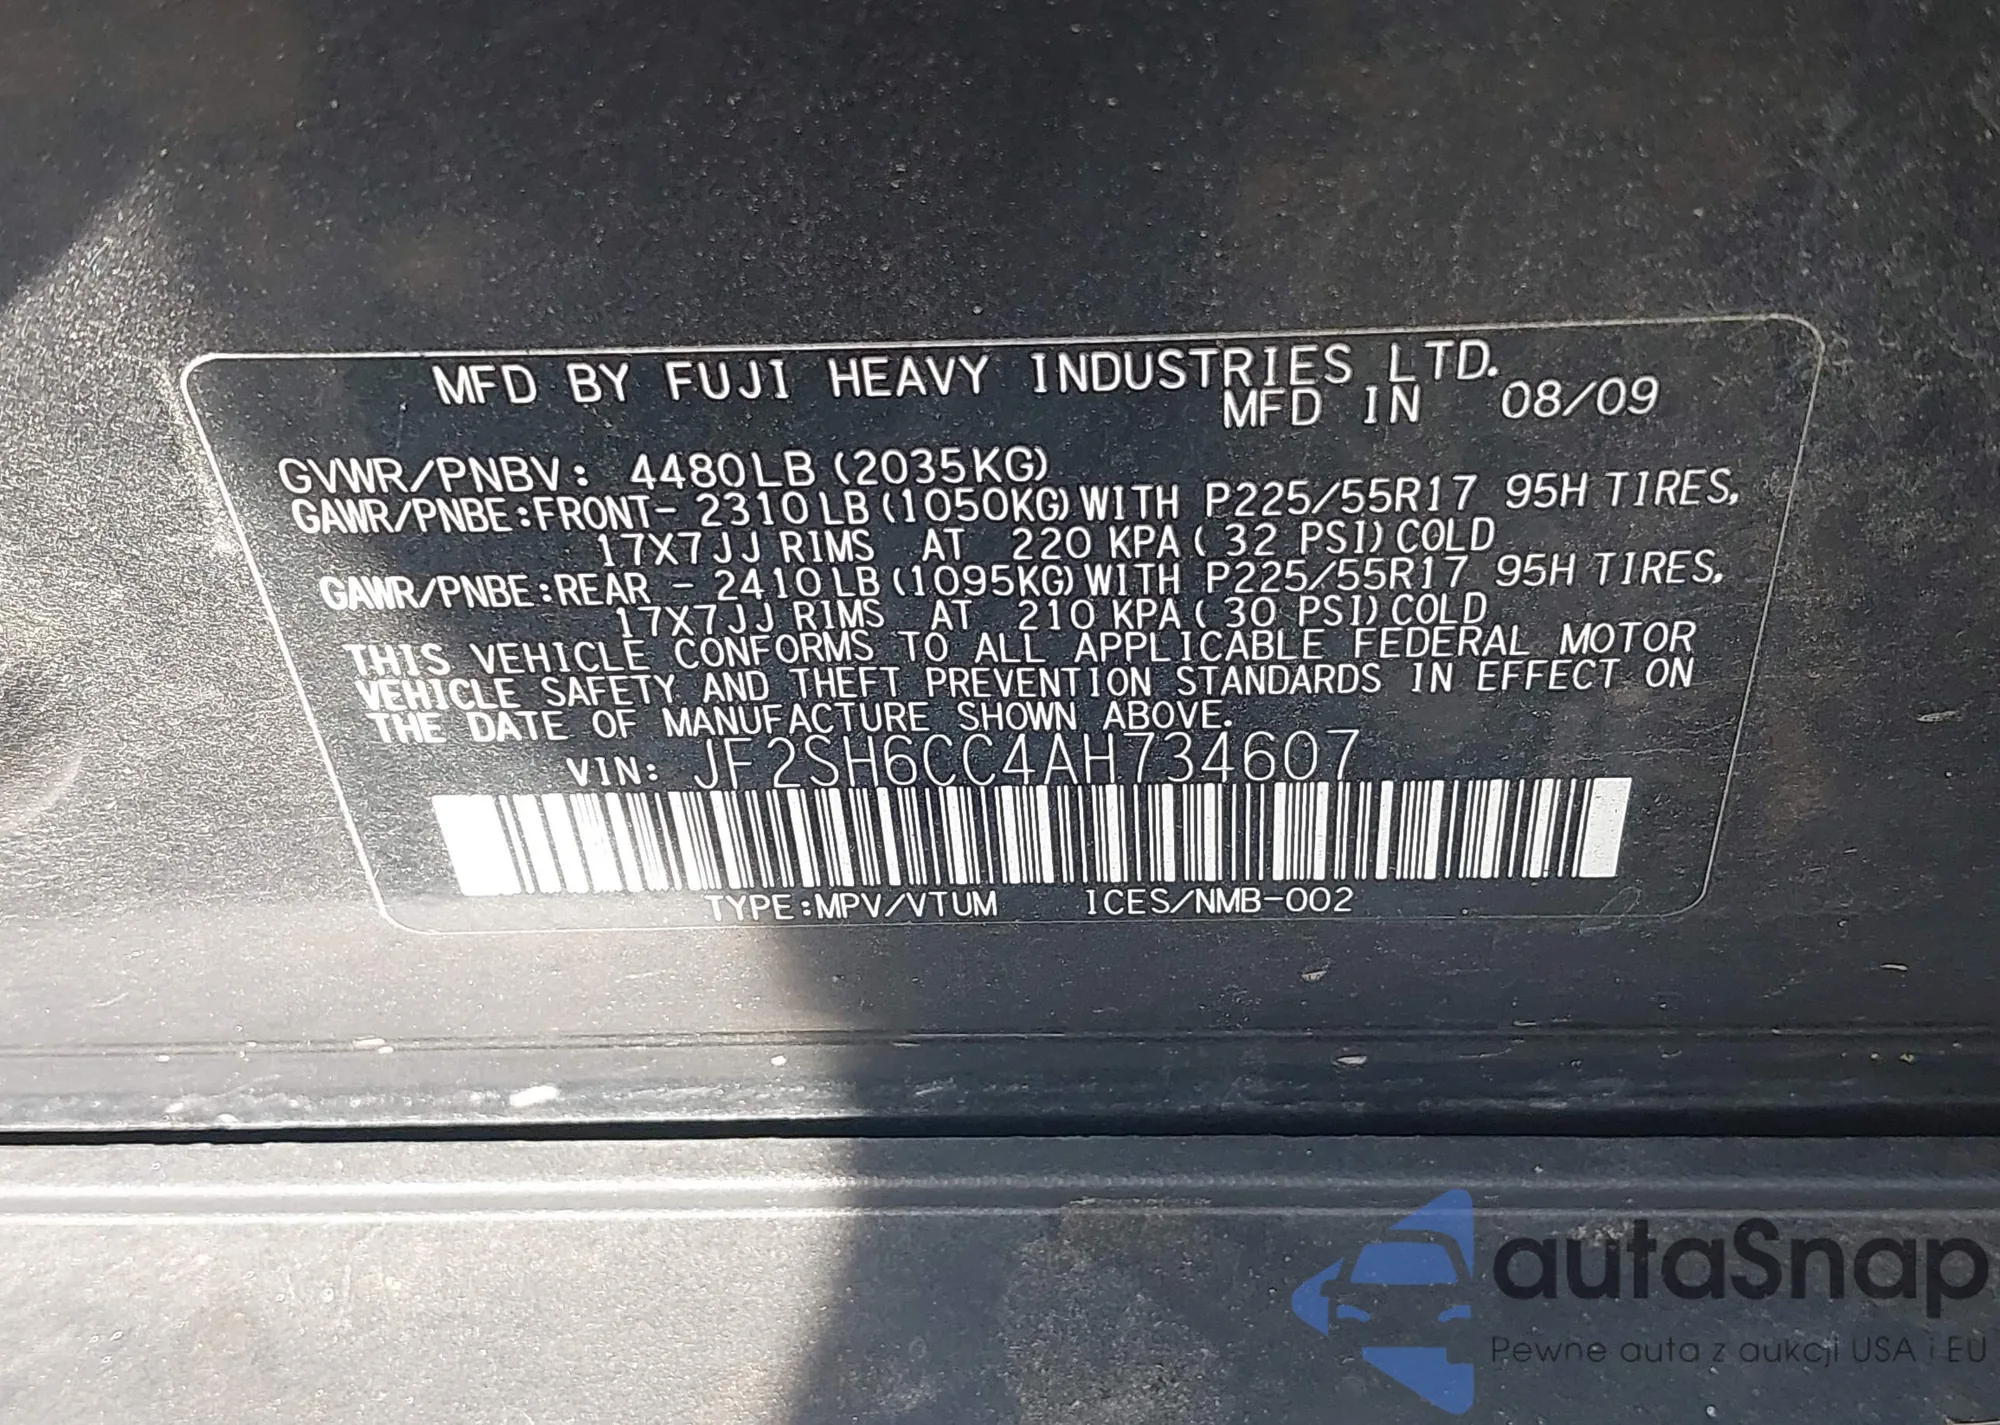 MFD BY FUJI HEAVY INDUSTRIES LTD.
MFD IN 08/09
GVWR/PNBV: 4480LB (2035KG)
GAWR/PNBE:FRONT- 2310LB (1050KG) WITH P225/55R17 95H TIRES,
17X7JJ RIMS AT 220 KPA ( 32 PSI) COLD
GAWR/PNBE:REAR - 2410LB (1095KG) WITH P225/55R17 95H TIRES,
17X7JJ RIMS AT 210 KPA ( 30 PSI) COLD
THIS VEHICLE CONFORMS TO ALL APPLICABLE FEDERAL MOTOR
VEHICLE SAFETY AND THEFT PREVENTION STANDARDS IN EFFECT ON
THE DATE OF MANUFACTURE SHOWN ABOVE.
VIN: JF2SH6CC4AH734607
TYPE:MPV/VTUM ICES/NMB-002
autaSnap
Pewne auta z aukcji USA i EU